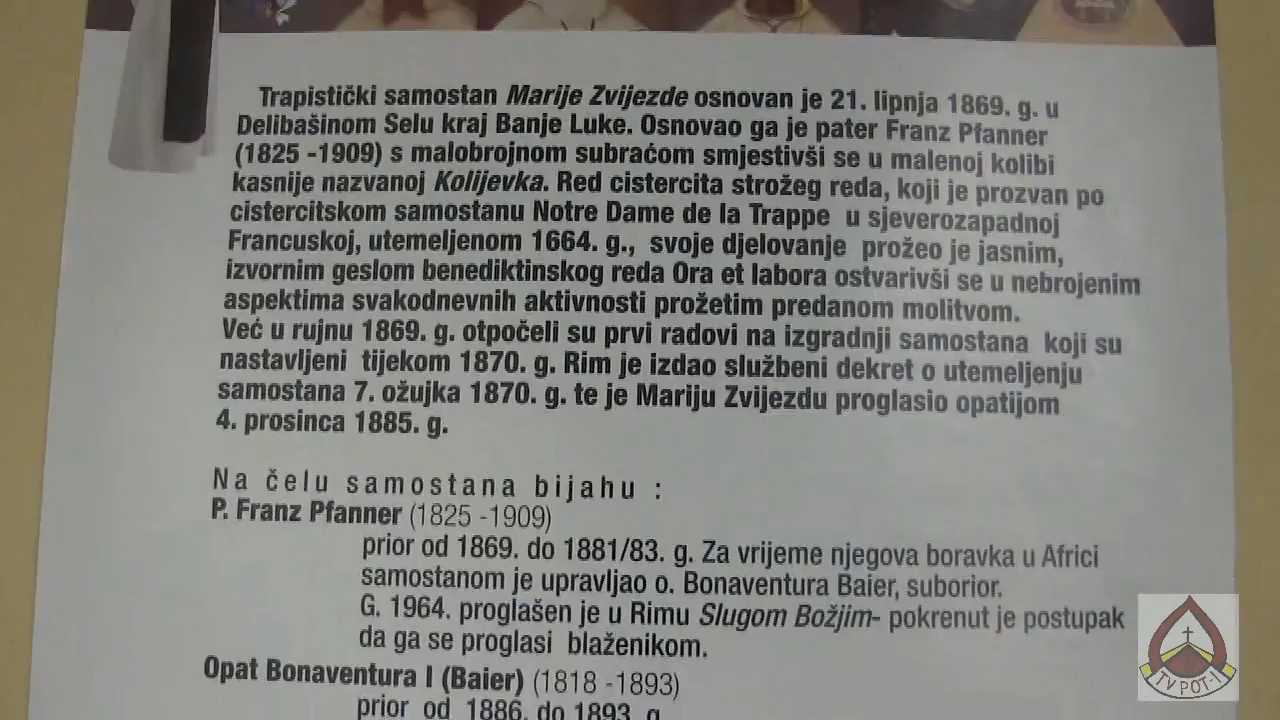 Trapistički samostan Marije Zvijezde osnovan je 21. lipnja 1869. g. u
Delibašinom Selu kraj Banje Luke. Osnovao ga je pater Franz Pfanner
(1825 -1909) s malobrojnom subraćom smjestivši se u malenoj kolibi
kasnije nazvanoj Kolijevka. Red cistercita strožeg reda, koji je prozvan po
cistercitskom samostanu Notre Dame de la Trappe u sjeverozapadnoj
Francuskoj, utemeljenom 1664. g., svoje djelovanje prožeo je jasnim,
izvornim geslom benediktinskog reda Ora et labora ostvarivši se u nebrojenim
aspektima svakodnevnih aktivnosti prožetim predanom molitvom.
Već u rujnu 1869. g. otpočeli su prvi radovi na izgradnji samostana koji su
nastavljeni tijekom 1870. g. Rim je izdao službeni dekret o utemeljenju
samostana 7. ožujka 1870. g. te je Mariju Zvijezdu proglasio opatijom
4. prosinca 1885. g.
Na čelu samostana bijahu :
P. Franz Pfanner (1825 -1909)
prior od 1869. do 1881/83. g. Za vrijeme njegova boravka u Africi
samostanom je upravljao o. Bonaventura Baier, suborior.
G. 1964. proglašen je u Rimu Slugom Božjim- pokrenut je postupak
da ga se proglasi blaženikom.
Opat Bonaventura I (Baier) (1818 -1893)
prior od 1886. do 1893. g.
TV POT-1